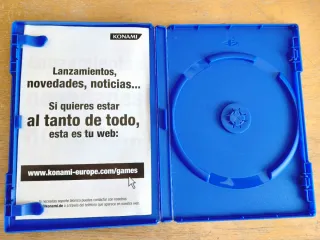 KONAMI
Lanzamientos,
novedades, noticias...
Si quieres estar
al tanto de todo,
esta es tu web:
www.konami-europe.com/games